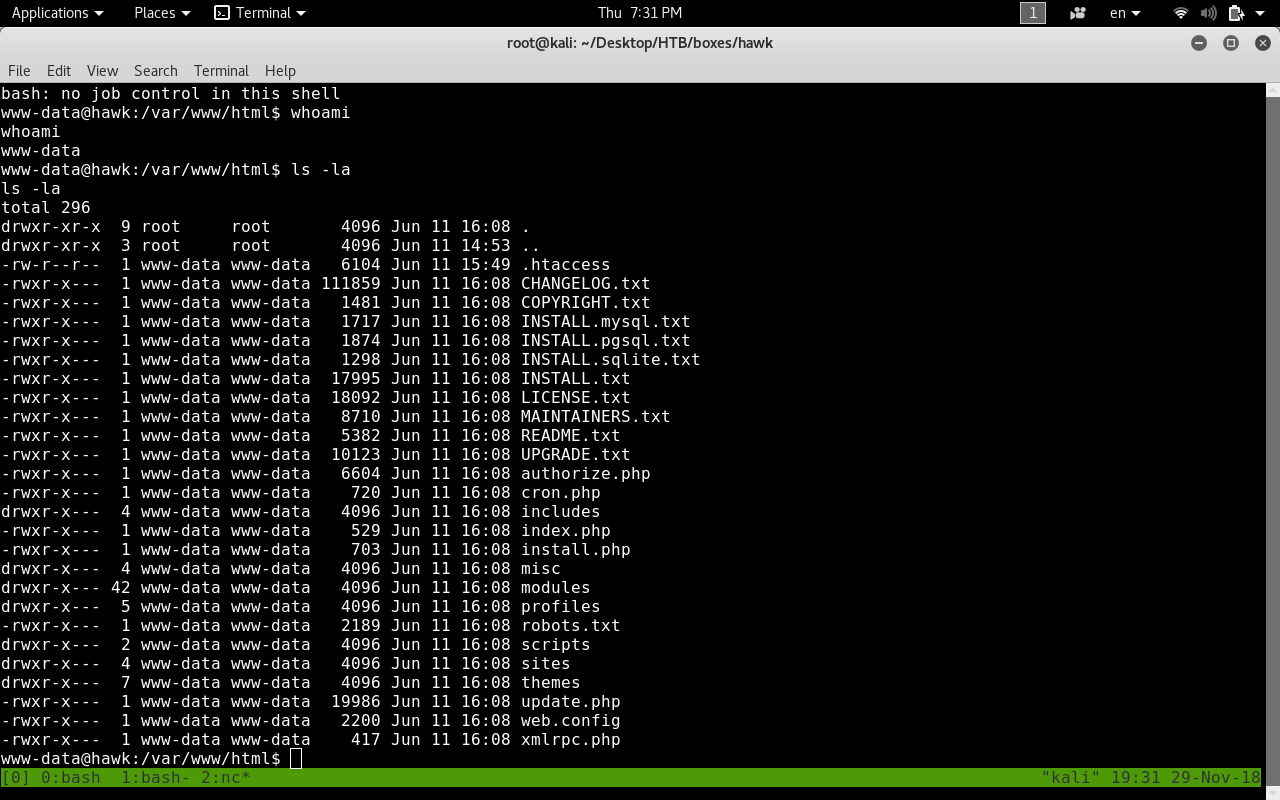 Applications Places Terminal Thu 7:31 PM 1 en
root@kali: ~/Desktop/HTB/boxes/hawk
File Edit View Search Terminal Help
bash: no job control in this shell
www-data@hawk:/var/www/html$ whoami
whoami
www-data
www-data@hawk:/var/www/html$ ls -la
ls -la
total 296
drwxr-xr-x  9 root     root       4096 Jun 11 16:08 .
drwxr-xr-x  3 root     root       4096 Jun 11 14:53 ..
-rw-r--r--  1 www-data www-data   6104 Jun 11 15:49 .htaccess
-rwxr-x---  1 www-data www-data 111859 Jun 11 16:08 CHANGELOG.txt
-rwxr-x---  1 www-data www-data   1481 Jun 11 16:08 COPYRIGHT.txt
-rwxr-x---  1 www-data www-data   1717 Jun 11 16:08 INSTALL.mysql.txt
-rwxr-x---  1 www-data www-data   1874 Jun 11 16:08 INSTALL.pgsql.txt
-rwxr-x---  1 www-data www-data   1298 Jun 11 16:08 INSTALL.sqlite.txt
-rwxr-x---  1 www-data www-data  17995 Jun 11 16:08 INSTALL.txt
-rwxr-x---  1 www-data www-data  18092 Jun 11 16:08 LICENSE.txt
-rwxr-x---  1 www-data www-data   8710 Jun 11 16:08 MAINTAINERS.txt
-rwxr-x---  1 www-data www-data   5382 Jun 11 16:08 README.txt
-rwxr-x---  1 www-data www-data  10123 Jun 11 16:08 UPGRADE.txt
-rwxr-x---  1 www-data www-data   6604 Jun 11 16:08 authorize.php
-rwxr-x---  1 www-data www-data    720 Jun 11 16:08 cron.php
drwxr-x---  4 www-data www-data   4096 Jun 11 16:08 includes
-rwxr-x---  1 www-data www-data    529 Jun 11 16:08 index.php
-rwxr-x---  1 www-data www-data    703 Jun 11 16:08 install.php
drwxr-x---  4 www-data www-data   4096 Jun 11 16:08 misc
drwxr-x--- 42 www-data www-data   4096 Jun 11 16:08 modules
drwxr-x---  5 www-data www-data   4096 Jun 11 16:08 profiles
-rwxr-x---  1 www-data www-data   2189 Jun 11 16:08 robots.txt
drwxr-x---  2 www-data www-data   4096 Jun 11 16:08 scripts
drwxr-x---  4 www-data www-data   4096 Jun 11 16:08 sites
drwxr-x---  7 www-data www-data   4096 Jun 11 16:08 themes
-rwxr-x---  1 www-data www-data  19986 Jun 11 16:08 update.php
-rwxr-x---  1 www-data www-data   2200 Jun 11 16:08 web.config
-rwxr-x---  1 www-data www-data    417 Jun 11 16:08 xmlrpc.php
www-data@hawk:/var/www/html$
[0] 0:bash  1:bash- 2:nc* "kali" 19:31 29-Nov-18